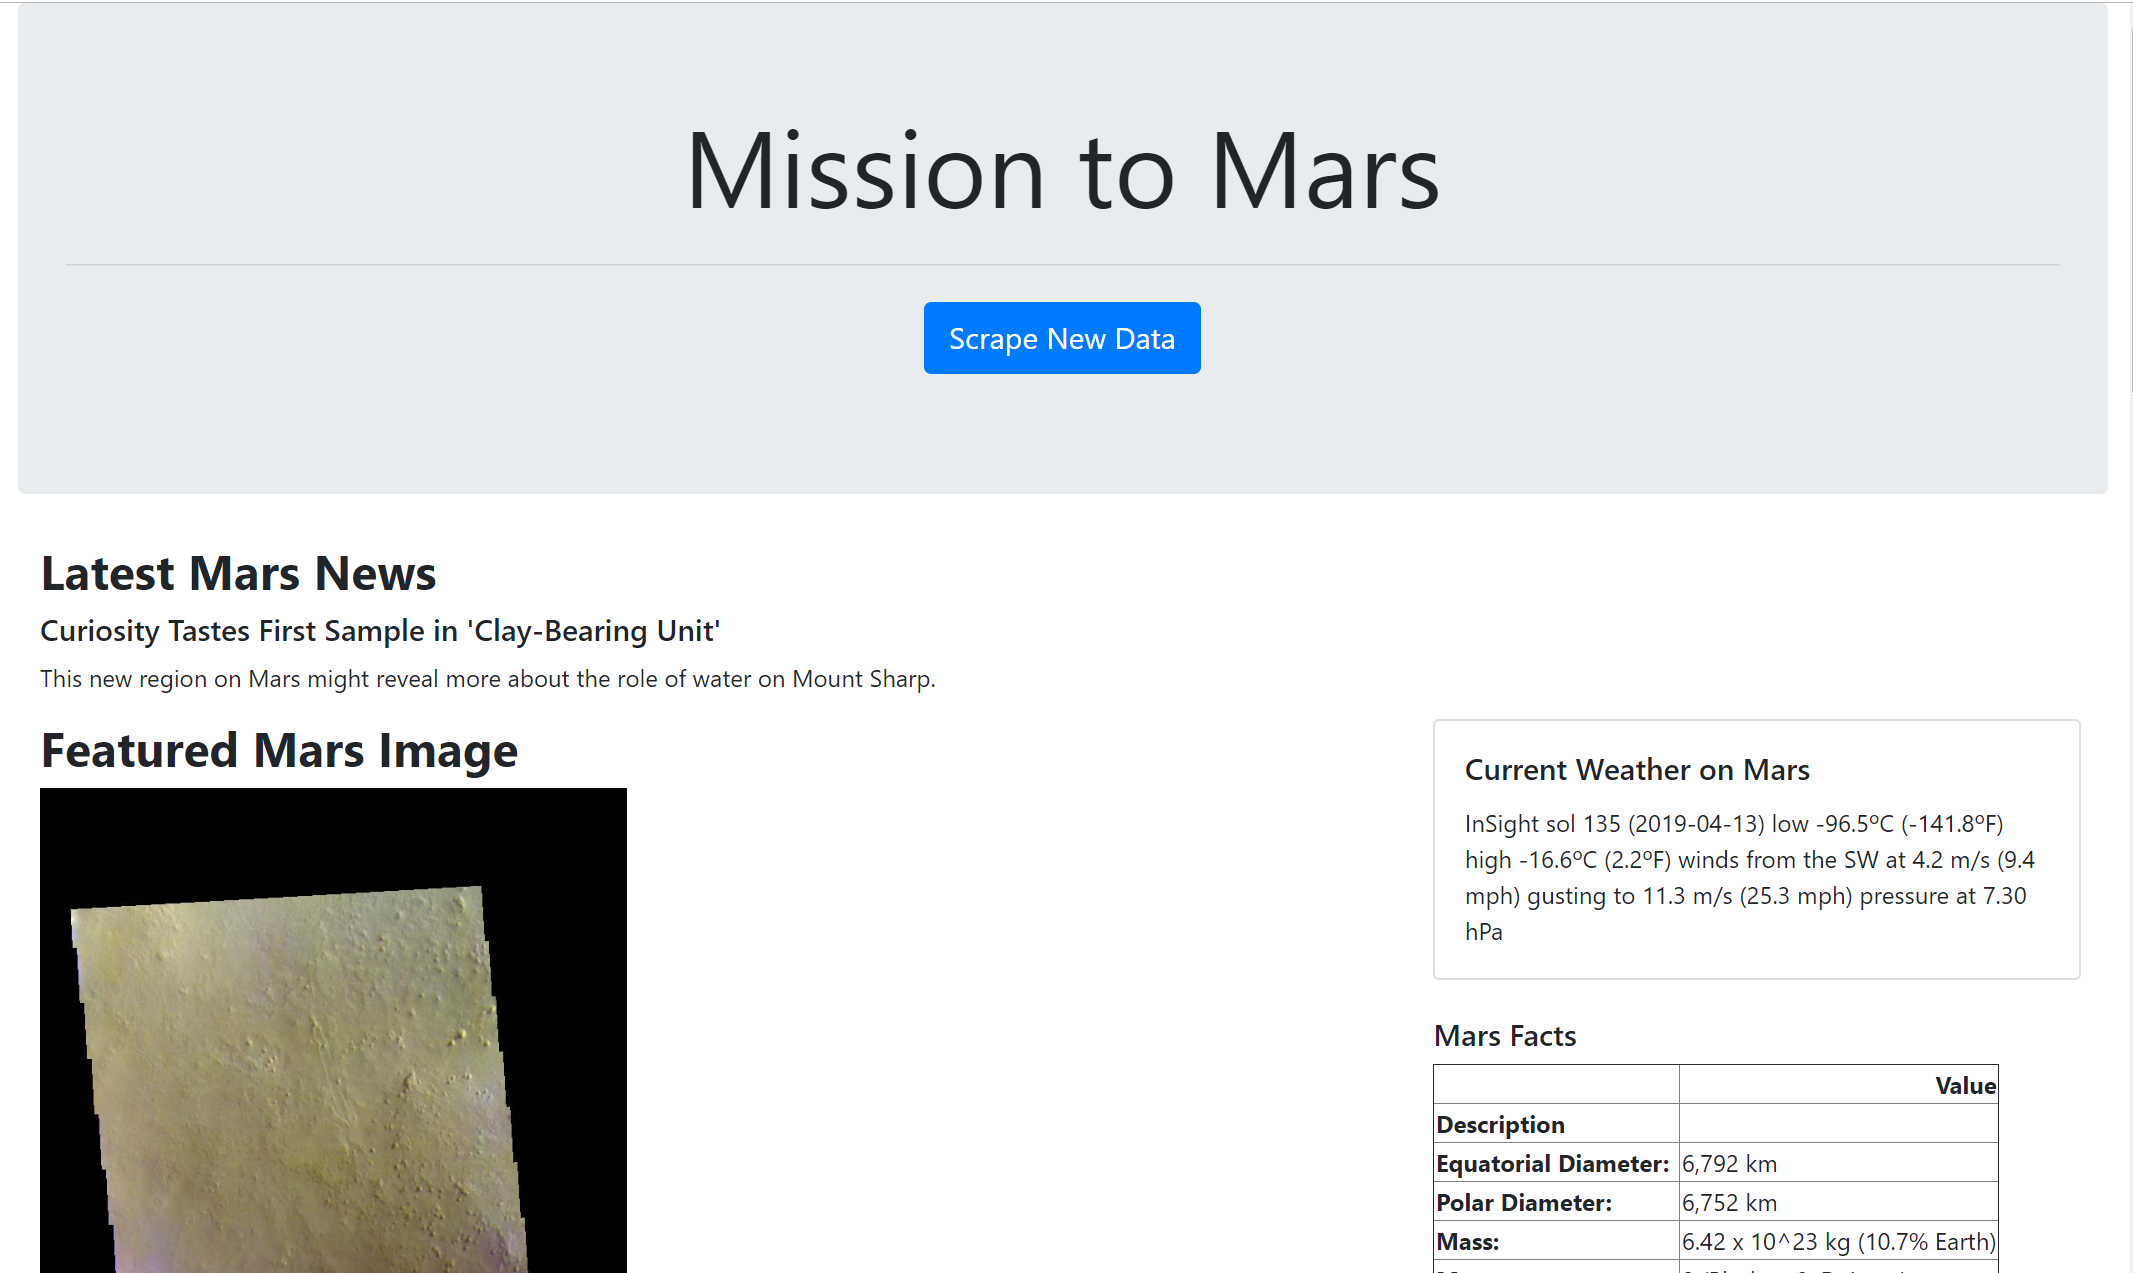 Mission to Mars
Scrape New Data
Latest Mars News
Curiosity Tastes First Sample in 'Clay-Bearing Unit'
This new region on Mars might reveal more about the role of water on Mount Sharp.
Featured Mars Image
Current Weather on Mars
InSight sol 135 (2019-04-13) low -96.5ºC (-141.8ºF)
high -16.6ºC (2.2ºF) winds from the SW at 4.2 m/s (9.4
mph) gusting to 11.3 m/s (25.3 mph) pressure at 7.30
hPa
Mars Facts
Value
Description
Equatorial Diameter: 6,792 km
Polar Diameter: 6,752 km
Mass: 6.42 x 10^23 kg (10.7% Earth)